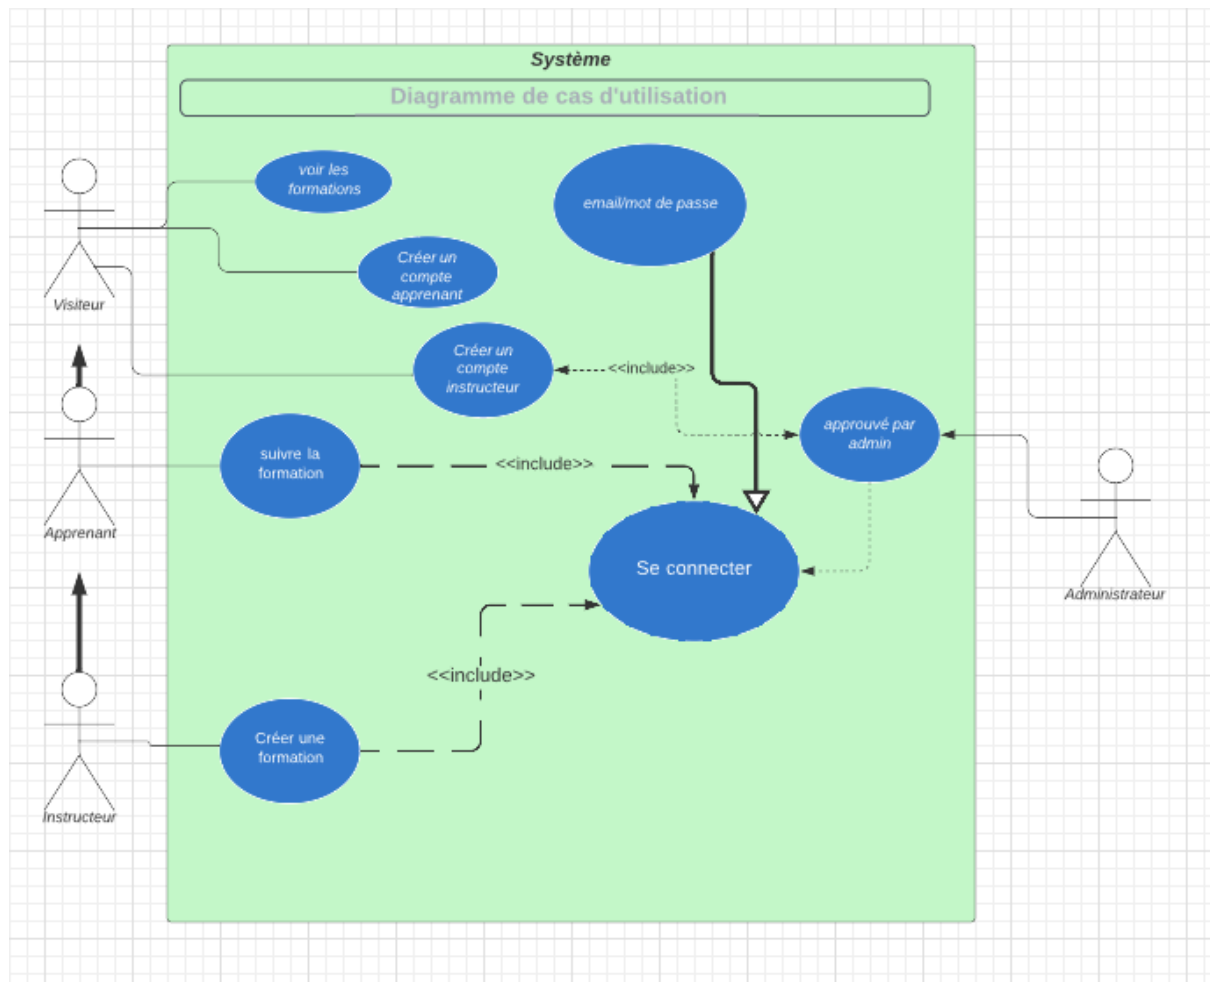 Système
Diagramme de cas d'utilisation
voir les
formations
email/mot de passe
Créer un
compte
apprenant
Visiteur
Créer un
compte
instructeur
<<include>>
approuvé par
admin
suivre la
formation
<<include>>
Apprenant
Se connecter
Administrateur
<<include>>
Créer une
formation
Instructeur